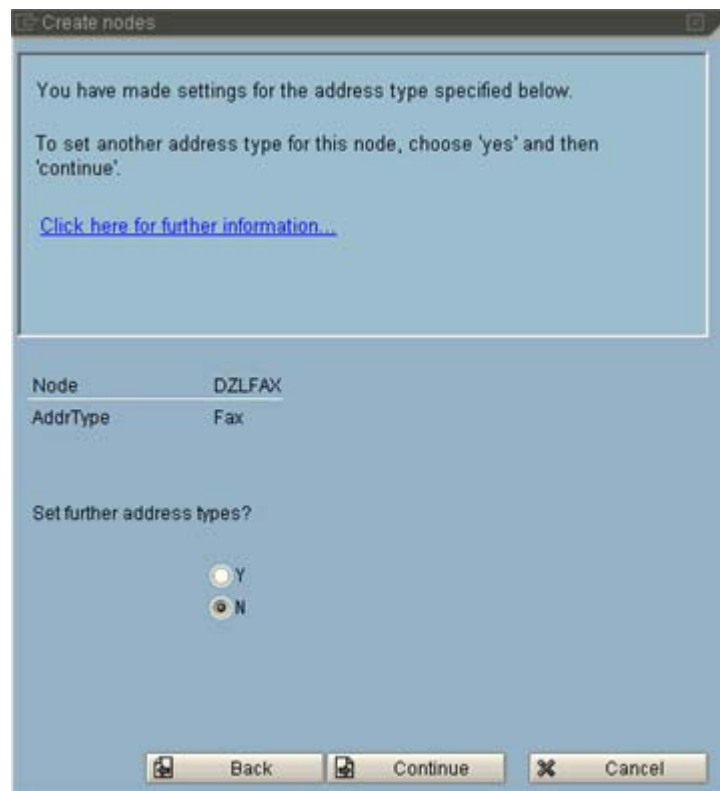 Create nodes
You have made settings for the address type specified below.
To set another address type for this node, choose 'yes' and then
'continue'.
Click here for further information...
Node DZLFAX
AddrType Fax
Set further address types?
Y
N
Back Continue Cancel